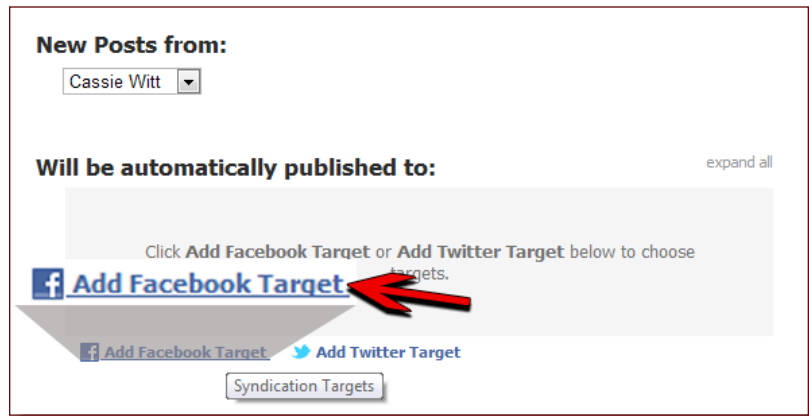 New Posts from:
Cassie Witt
Will be automatically published to:
expand all
Click Add Facebook Target or Add Twitter Target below to choose
targets.
Add Facebook Target
Add Facebook Target
Add Twitter Target
Syndication Targets